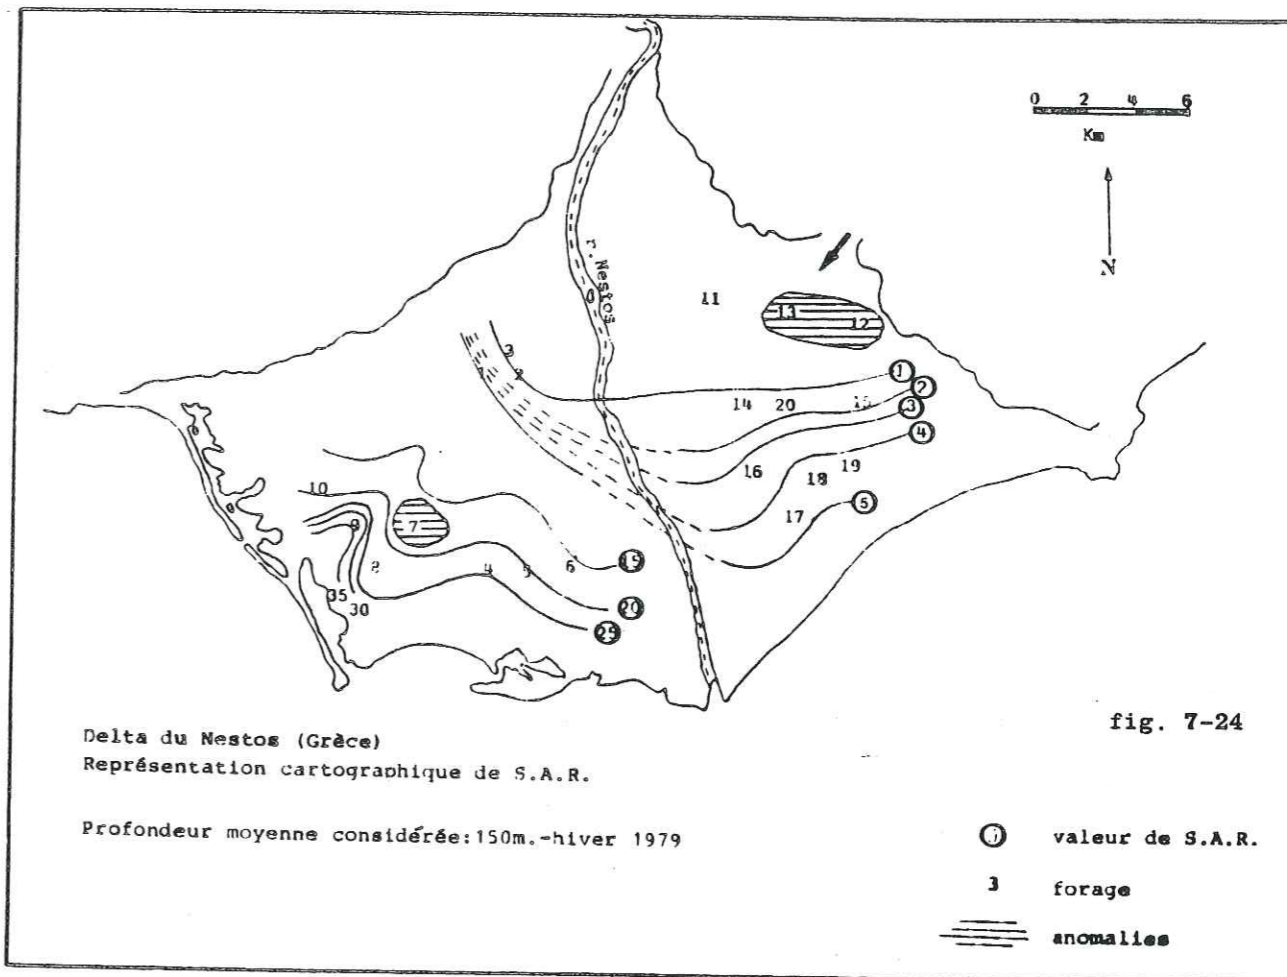 0 2 4 6
Km
N
r. Nestos
11
13
12
1
2
3
3
2
14
20
15
4
16
18
19
17
5
10
7
9
8
4
5
6
15
35
30
20
25
fig. 7-24
Delta du Nestos (Grèce)
Représentation cartographique de S.A.R.
Profondeur moyenne considérée:150m.-hiver 1979
valeur de S.A.R.
3 forage
anomalies